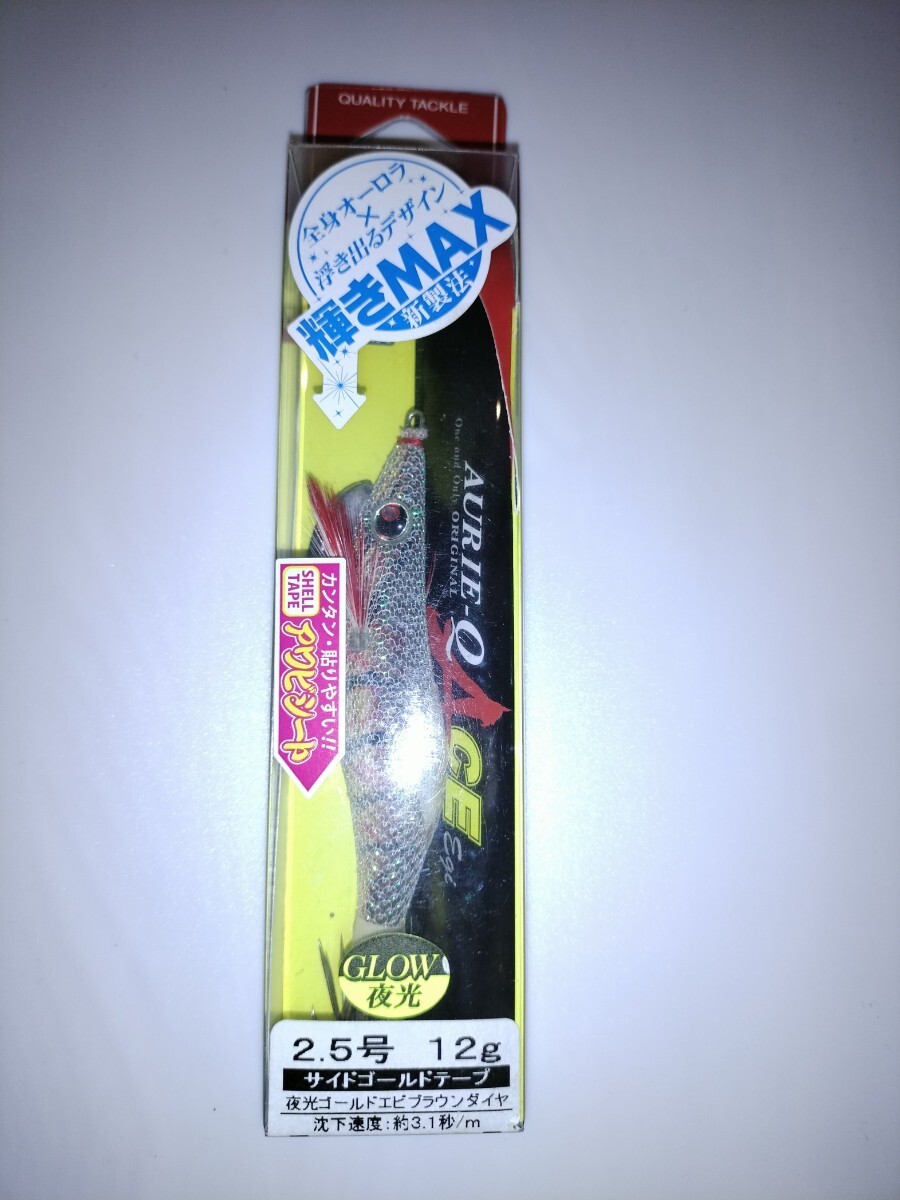 QUALITY TACKLE
全身オーロラ
×
浮き出るデザイン
輝きMAX
新製法
AURIE-Q
One and Only ORIGINAL
ACE
Egi
カンタン・貼りやすい!!
SHELL
TAPE
アワビシート
GLOW
夜光
2.5号 12g
サイドゴールドテープ
夜光ゴールドエビブラウンダイヤ
沈下速度:約3.1秒/m